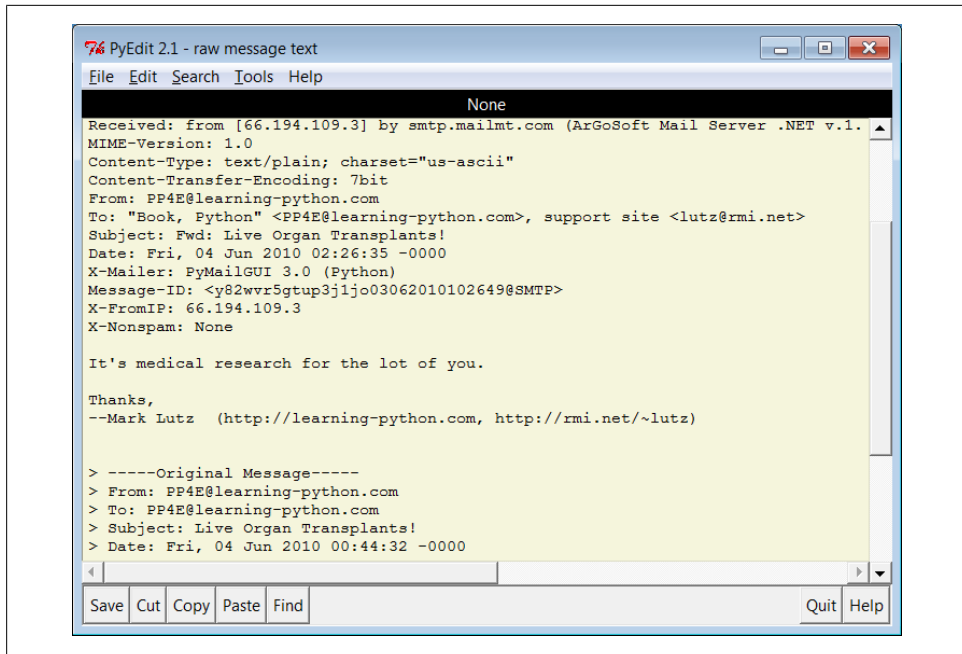 PyEdit 2.1 - raw message text
File Edit Search Tools Help
None
Received: from [66.194.109.3] by smtp.mailmt.com (ArGoSoft Mail Server .NET v.1.
MIME-Version: 1.0
Content-Type: text/plain; charset="us-ascii"
Content-Transfer-Encoding: 7bit
From: PP4E@learning-python.com
To: "Book, Python" <PP4E@learning-python.com>, support site <lutz@rmi.net>
Subject: Fwd: Live Organ Transplants!
Date: Fri, 04 Jun 2010 02:26:35 -0000
X-Mailer: PyMailGUI 3.0 (Python)
Message-ID: <y82wvr5gtup3j1jo03062010102649@SMTP>
X-FromIP: 66.194.109.3
X-Nonspam: None
It's medical research for the lot of you.
Thanks,
--Mark Lutz  (http://learning-python.com, http://rmi.net/~lutz)
> -----Original Message-----
> From: PP4E@learning-python.com
> To: PP4E@learning-python.com
> Subject: Live Organ Transplants!
> Date: Fri, 04 Jun 2010 00:44:32 -0000
Save Cut Copy Paste Find Quit Help